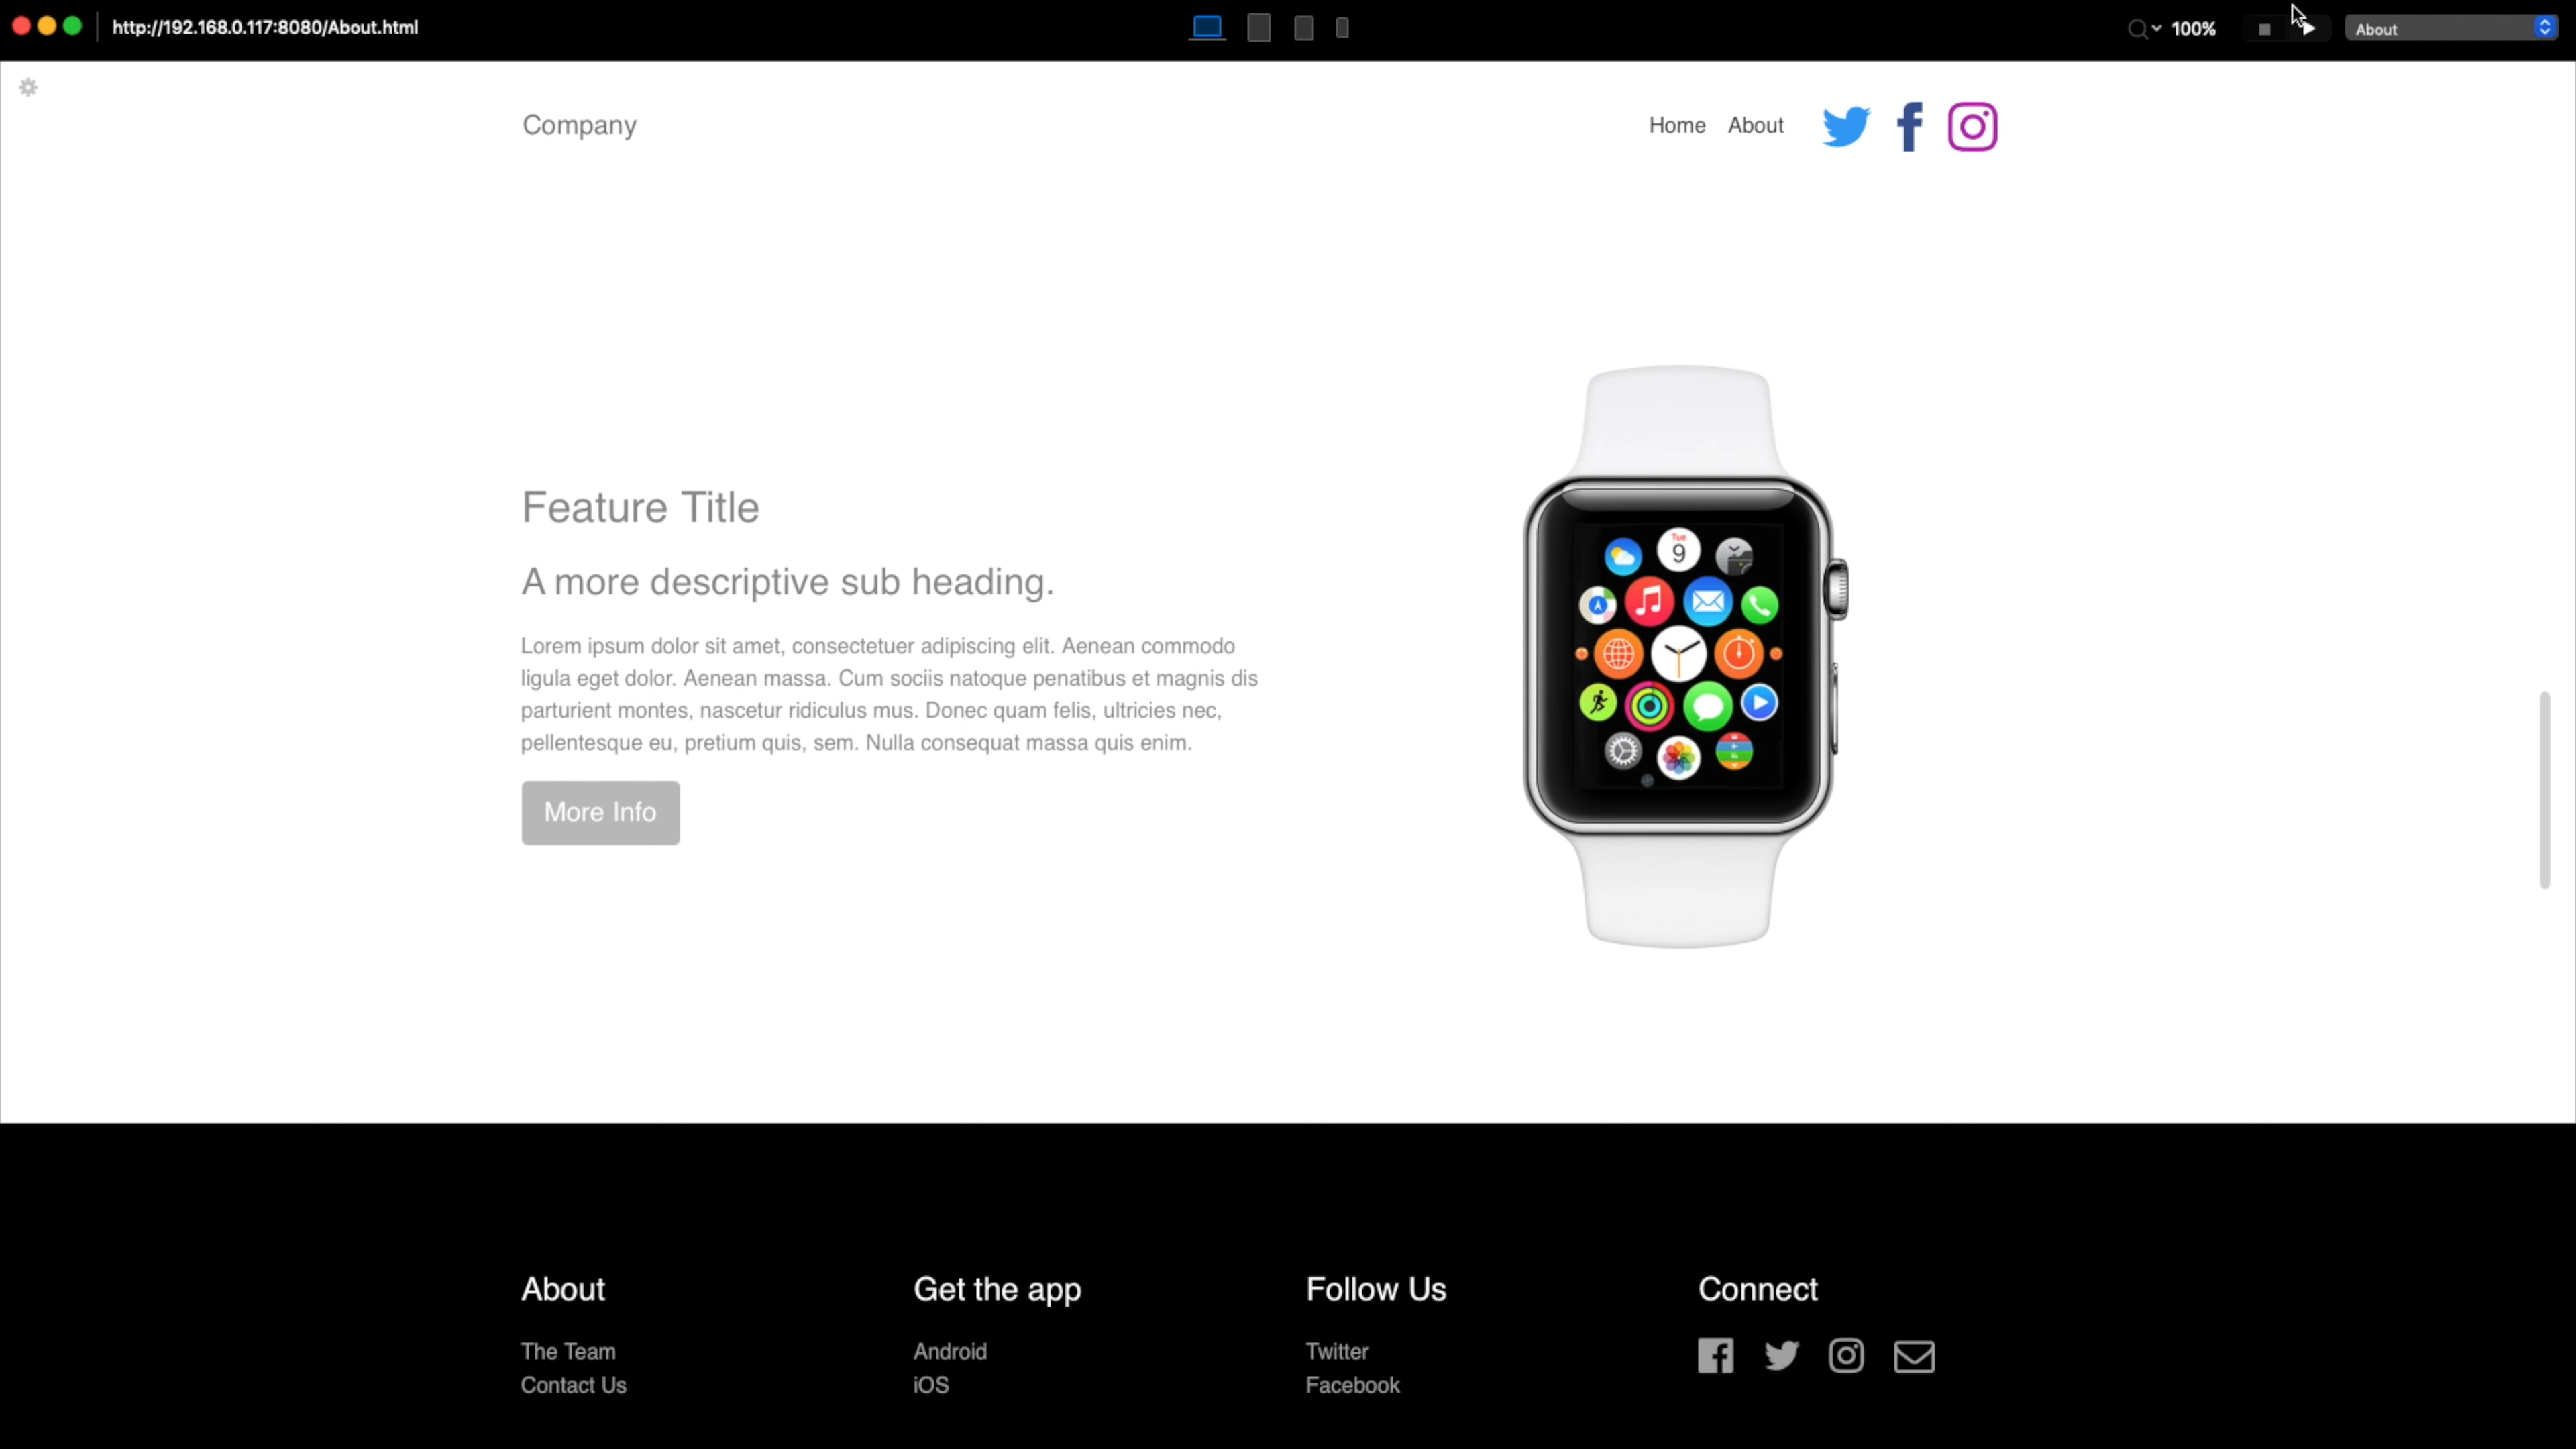 http://192.168.0.117:8080/About.html
100%
About
Company
Home About
Feature Title
A more descriptive sub heading.
Lorem ipsum dolor sit amet, consectetuer adipiscing elit. Aenean commodo
ligula eget dolor. Aenean massa. Cum sociis natoque penatibus et magnis dis
parturient montes, nascetur ridiculus mus. Donec quam felis, ultricies nec,
pellentesque eu, pretium quis, sem. Nulla consequat massa quis enim.
More Info
Tue
9
About
The Team
Contact Us
Get the app
Android
iOS
Follow Us
Twitter
Facebook
Connect